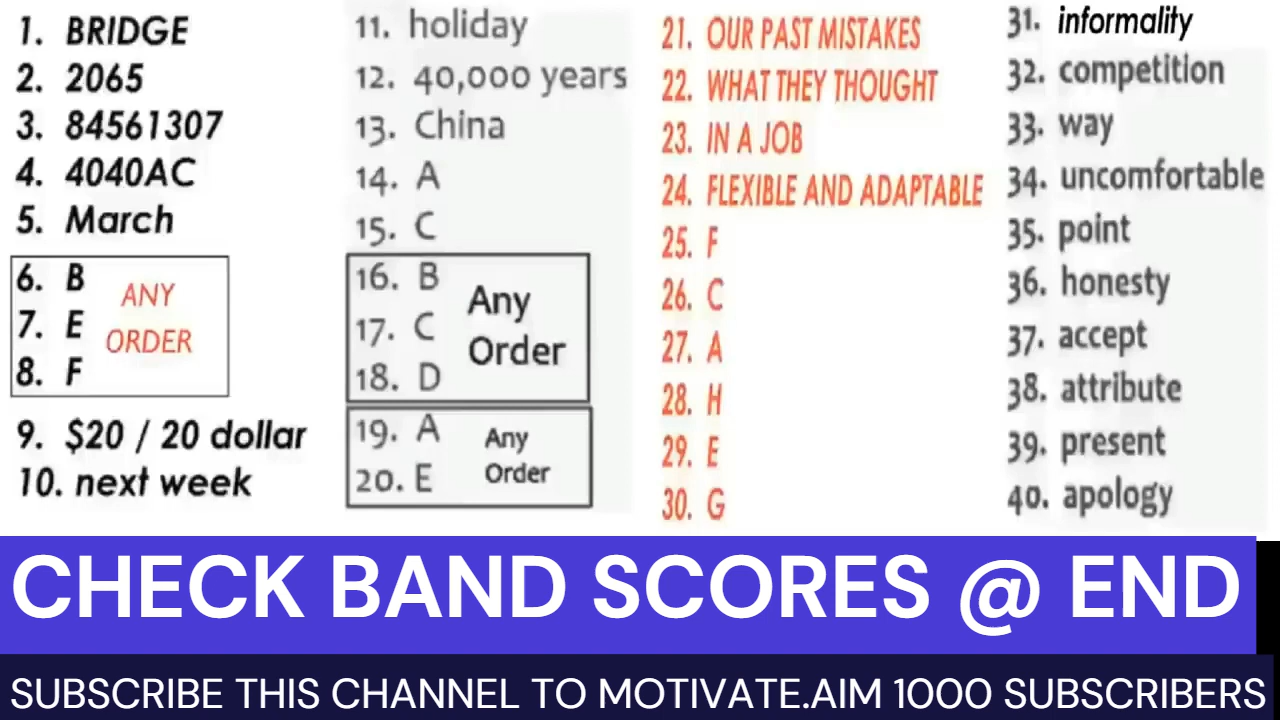 1. BRIDGE
2. 2065
3. 84561307
4. 4040AC
5. March
6. B
7. E
8. F
ANY
ORDER
9. $20 / 20 dollar
10. next week
11. holiday
12. 40,000 years
13. China
14. A
15. C
16. B
17. C
18. D
Any
Order
19. A
20. E
Any
Order
21. OUR PAST MISTAKES
22. WHAT THEY THOUGHT
23. IN A JOB
24. FLEXIBLE AND ADAPTABLE
25. F
26. C
27. A
28. H
29. E
30. G
31. informality
32. competition
33. way
34. uncomfortable
35. point
36. honesty
37. accept
38. attribute
39. present
40. apology
CHECK BAND SCORES @ END
SUBSCRIBE THIS CHANNEL TO MOTIVATE.AIM 1000 SUBSCRIBERS